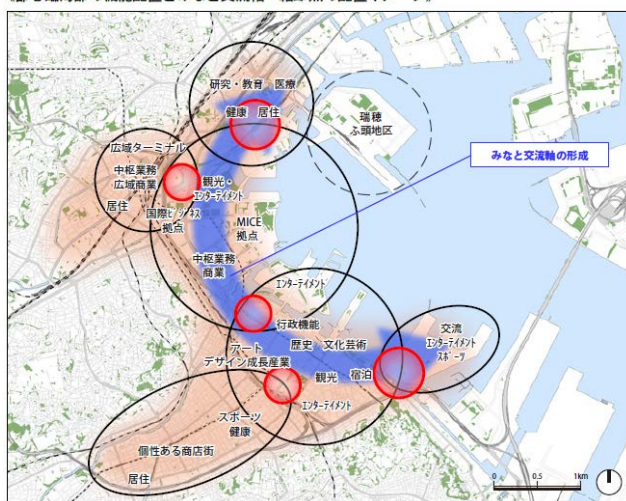 研究・教育 医療
健康 居住
瑞穂
ふ頭地区
広域ターミナル
中枢業務
広域商業
居住
観光・
ｴﾝﾀｰﾃｲﾒﾝﾄ
国際ﾋﾞｼﾞﾈｽ
拠点
みなと交流軸の形成
MICE
拠点
中枢業務
商業
ｴﾝﾀｰﾃｲﾒﾝﾄ
行政機能
歴史 文化芸術
交流
ｴﾝﾀｰﾃｲﾒﾝﾄ
ｽﾎﾟｰﾂ
アート
デザイン成長産業
観光
宿泊
ｴﾝﾀｰﾃｲﾒﾝﾄ
スポーツ
健康
個性ある商店街
居住
0 0.5 1km